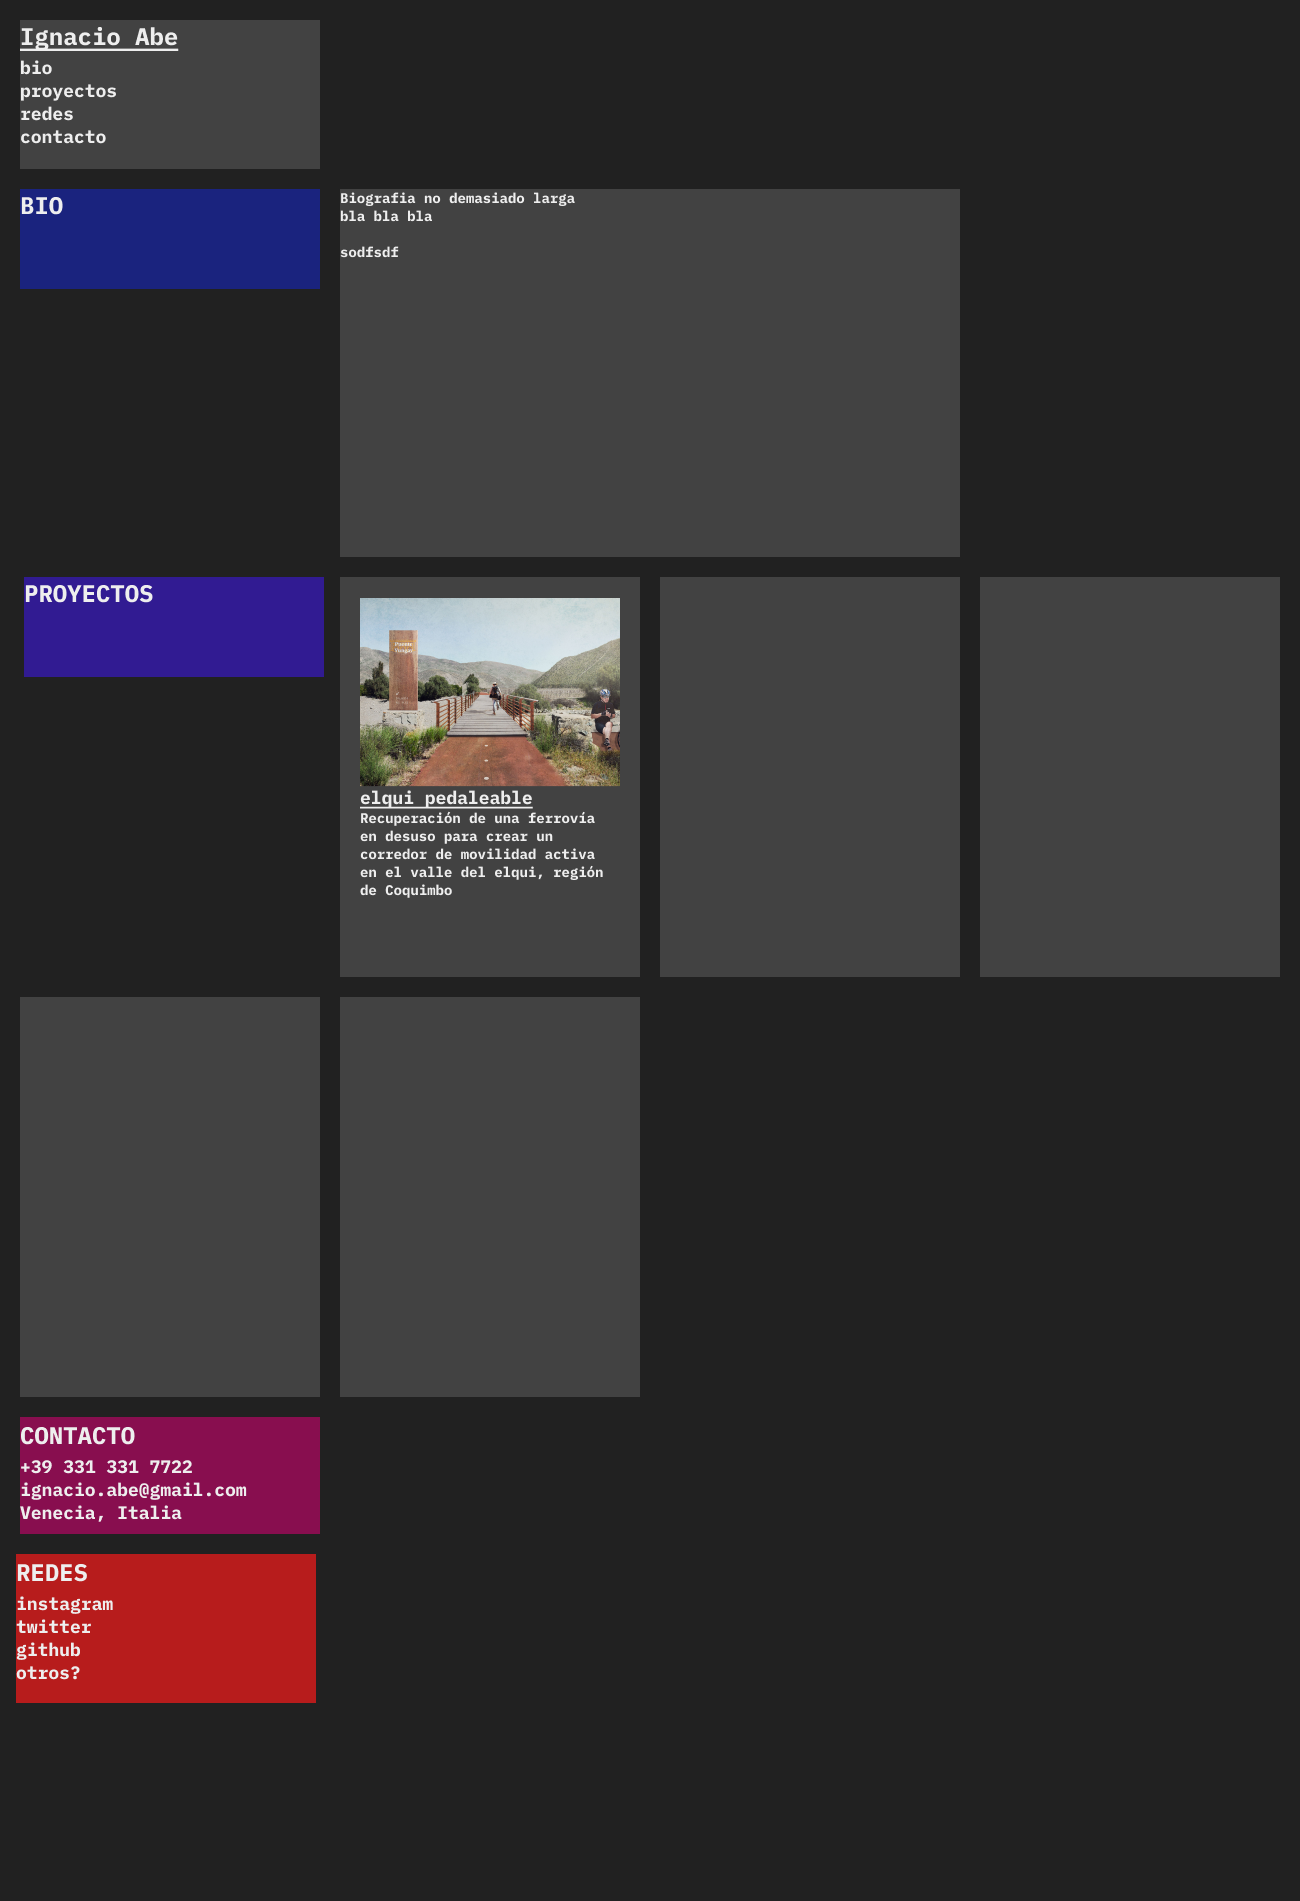 Ignacio Abe
bio
proyectos
redes
contacto
BIO
Biografia no demasiado larga
bla bla bla
sodfsdf
PROYECTOS
elqui pedaleable
Recuperación de una ferrovía
en desuso para crear un
corredor de movilidad activa
en el valle del elqui, región
de Coquimbo
CONTACTO
+39 331 331 7722
ignacio.abe@gmail.com
Venecia, Italia
REDES
instagram
twitter
github
otros?